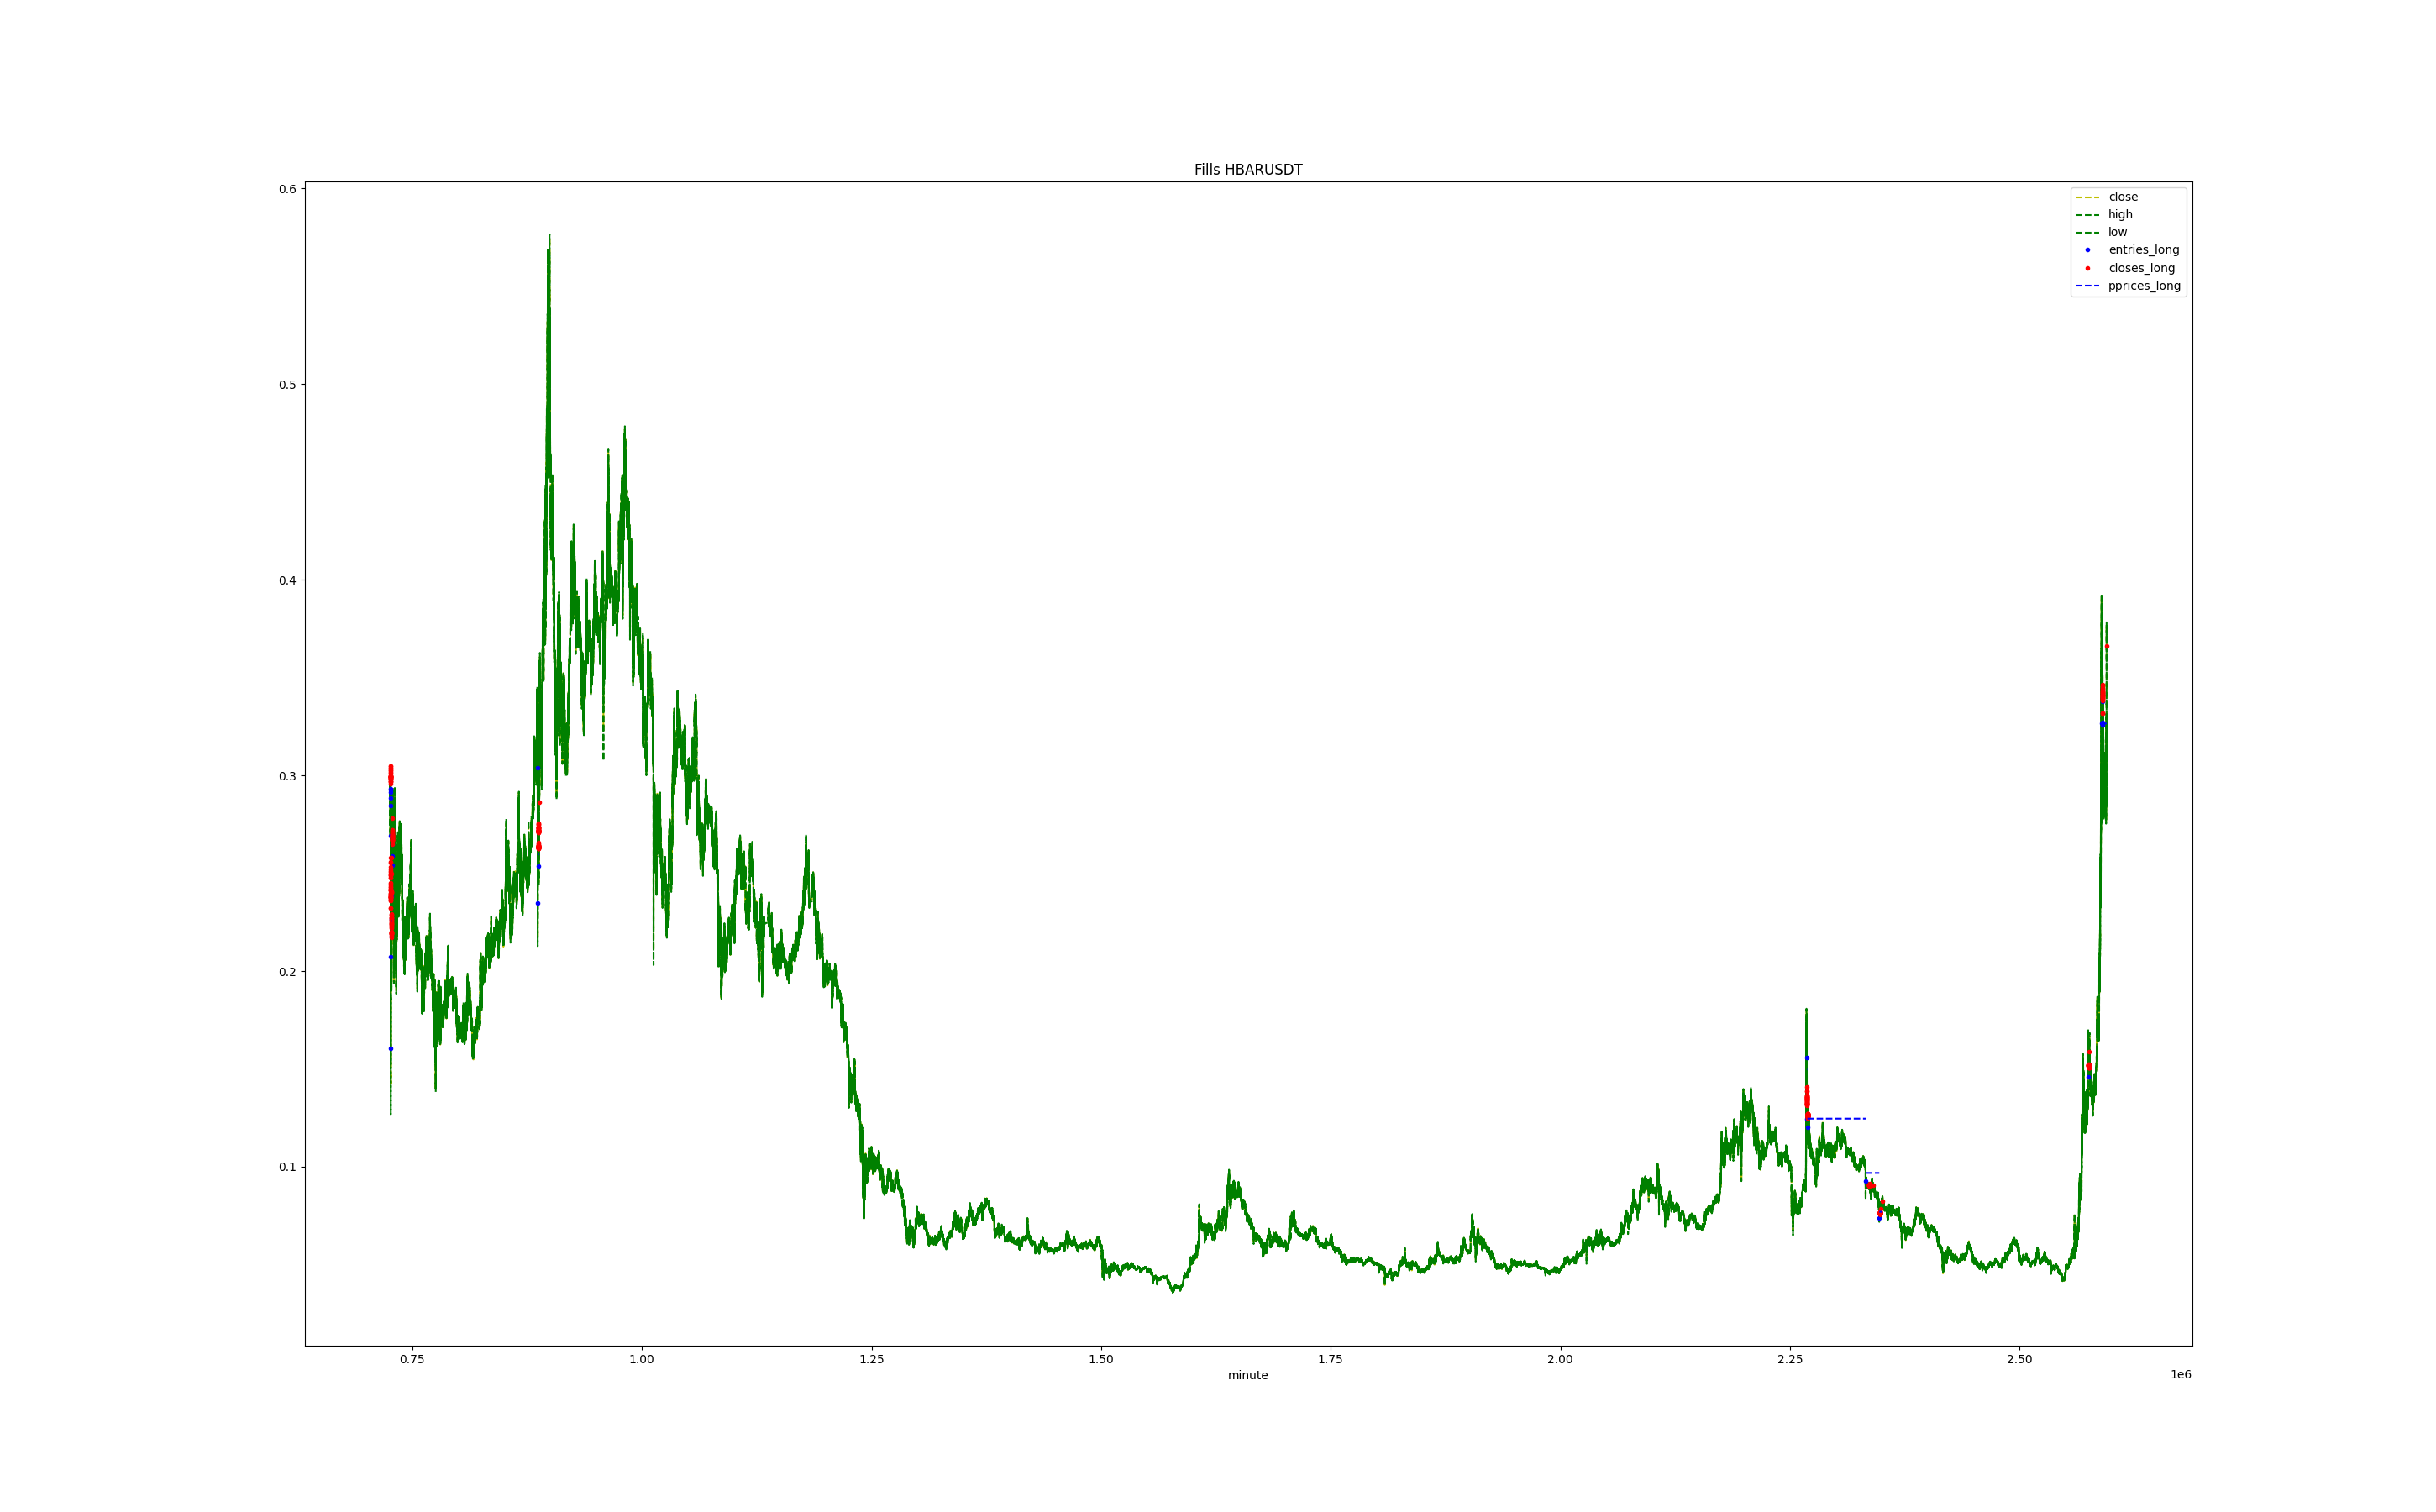 Fills HBARUSDT
0.6
0.5
0.4
0.3
0.2
0.1
close
high
low
entries_long
closes_long
pprices_long
0.75 1.00 1.25 1.50 1.75 2.00 2.25 2.50
minute
1e6